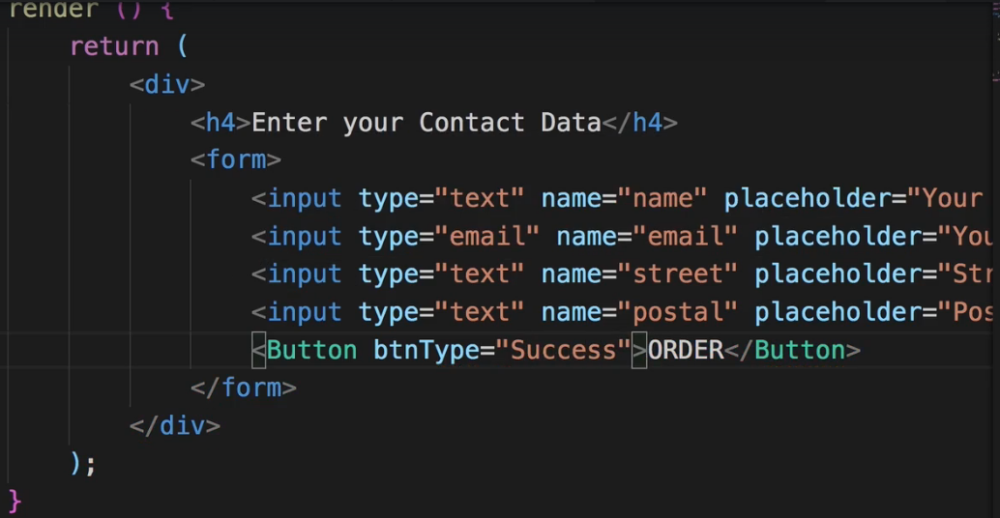 render () {
return (
<div>
<h4>Enter your Contact Data</h4>
<form>
<input type="text" name="name" placeholder="Your
<input type="email" name="email" placeholder="You
<input type="text" name="street" placeholder="Str
<input type="text" name="postal" placeholder="Pos
<Button btnType="Success">ORDER</Button>
</form>
</div>
);
}